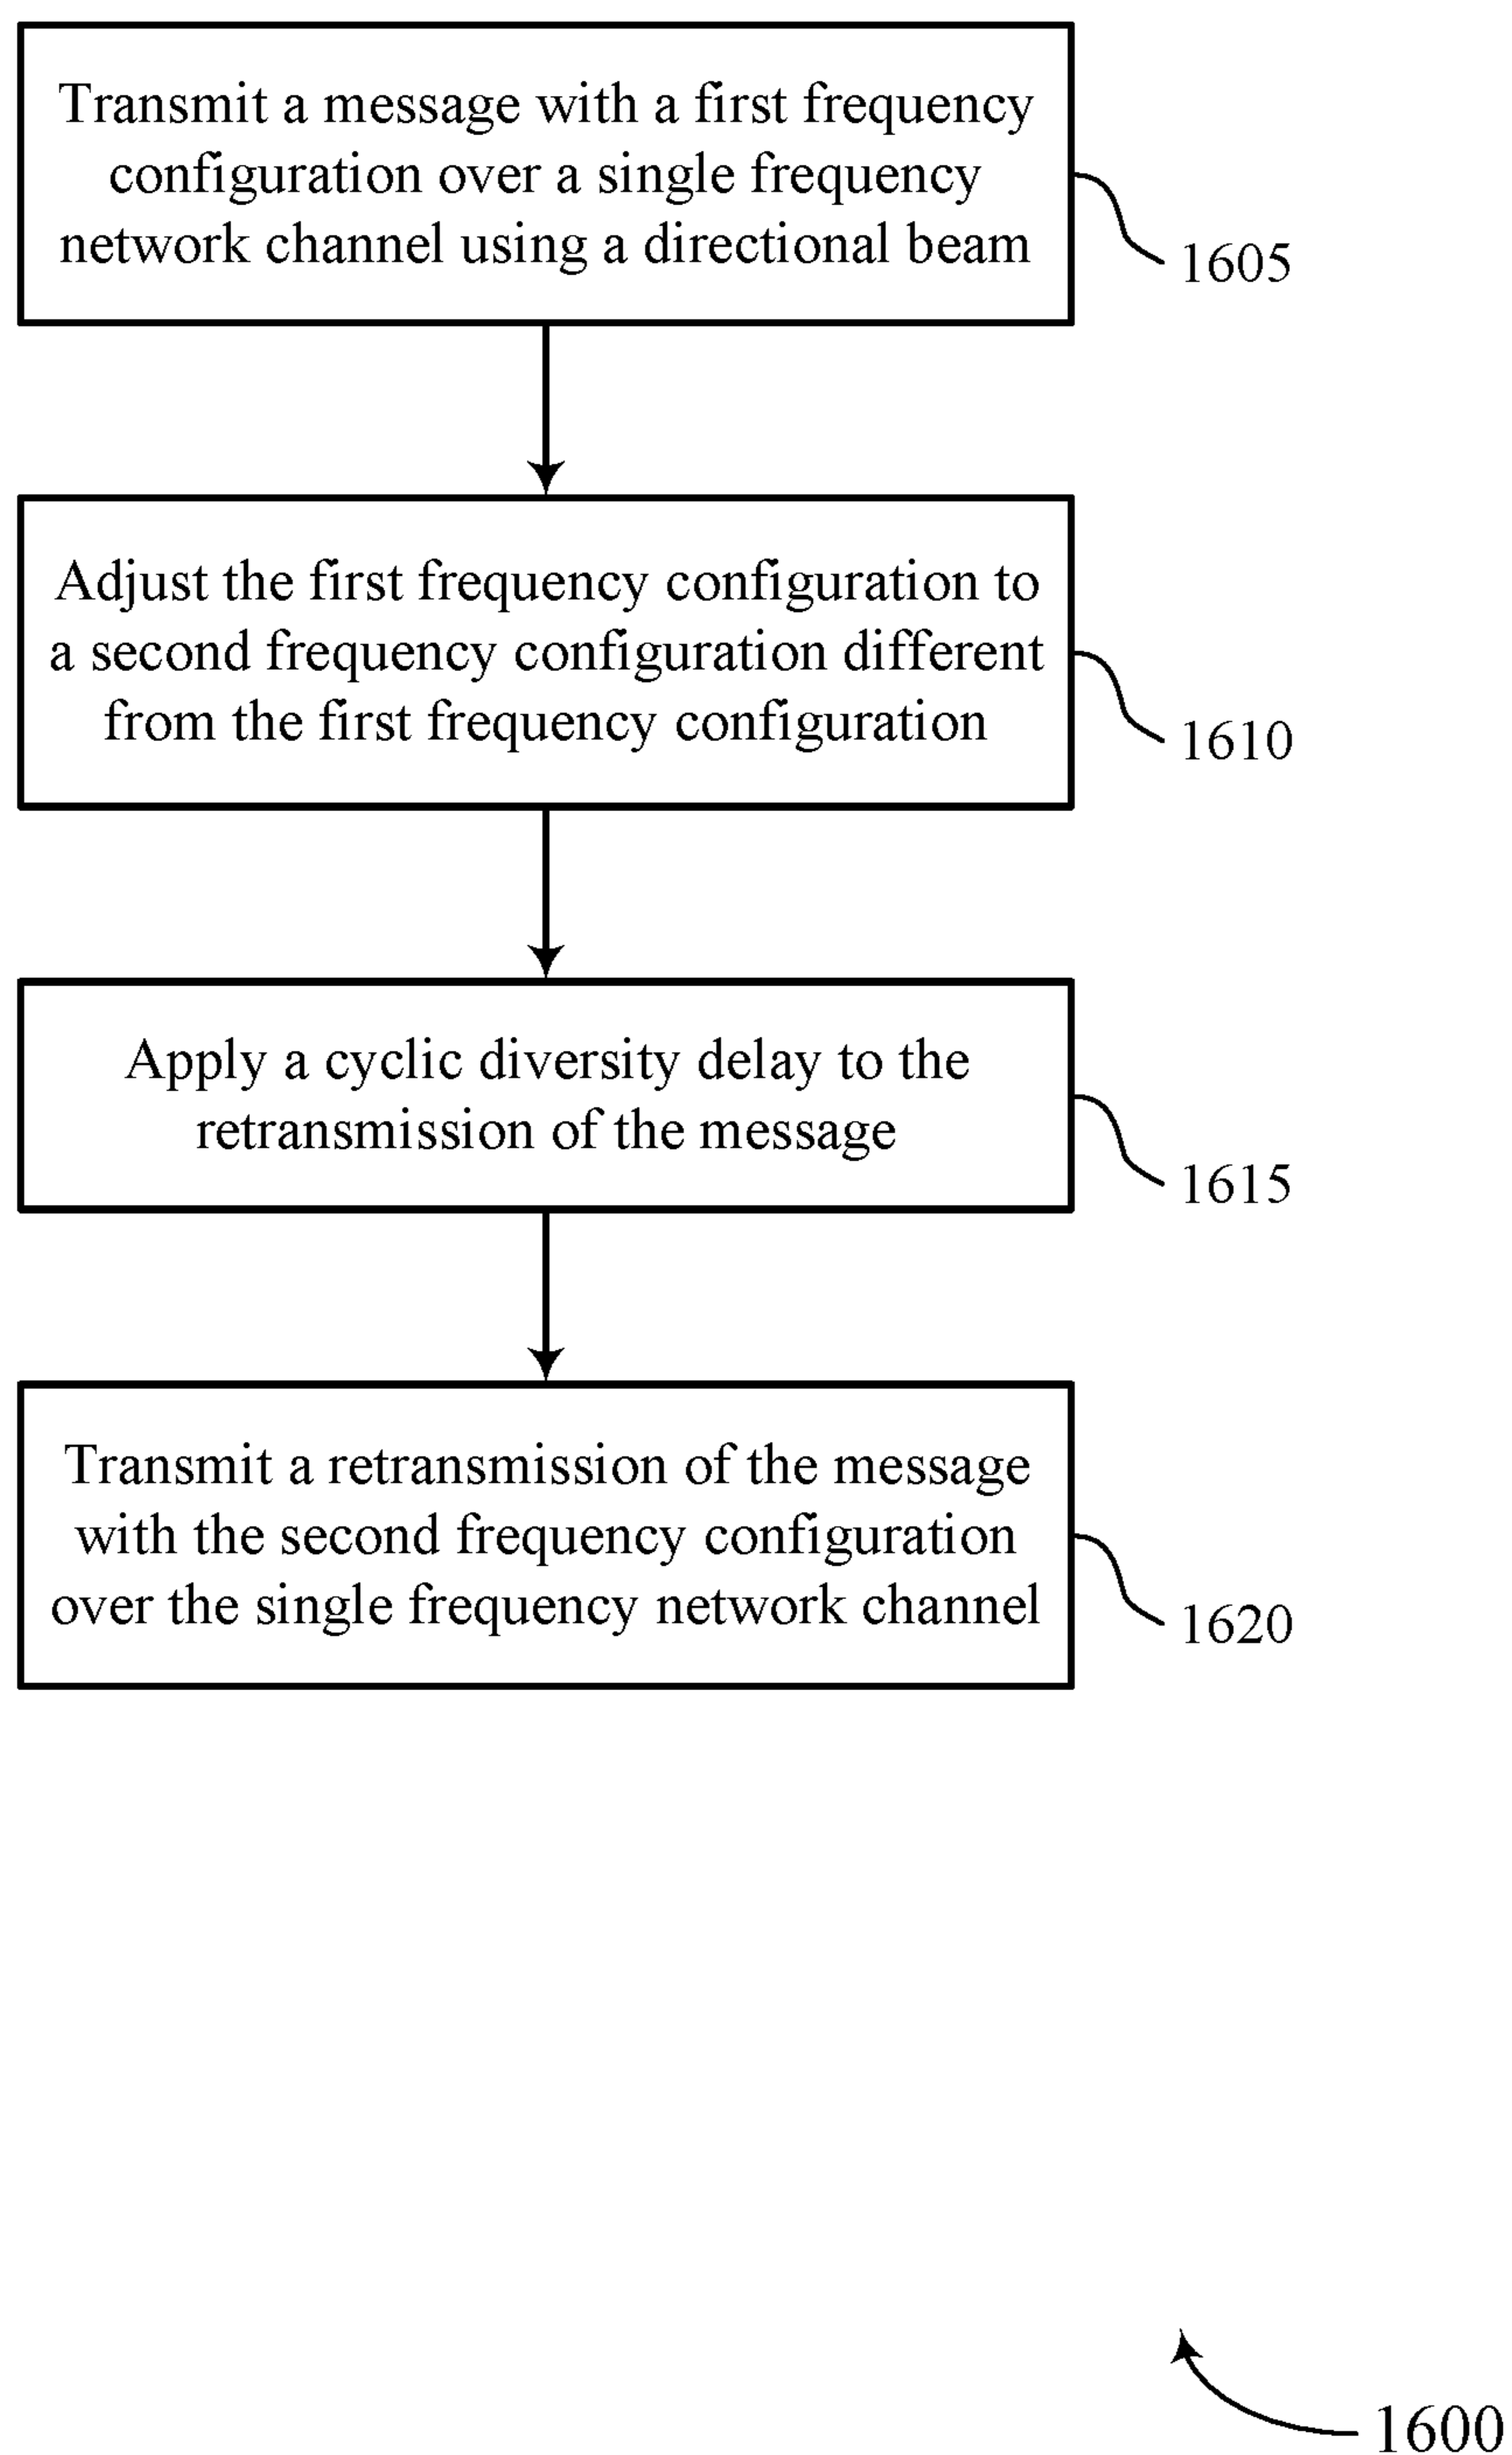 Transmit a message with a first frequency
configuration over a single frequency
network channel using a directional beam
1605
Adjust the first frequency configuration to
a second frequency configuration different
from the first frequency configuration
1610
Apply a cyclic diversity delay to the
retransmission of the message
1615
Transmit a retransmission of the message
with the second frequency configuration
over the single frequency network channel
1620
1600